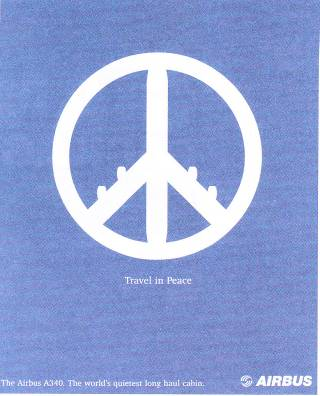 Travel in Peace
The Airbus A340. The world's quietest long haul cabin.
AIRBUS